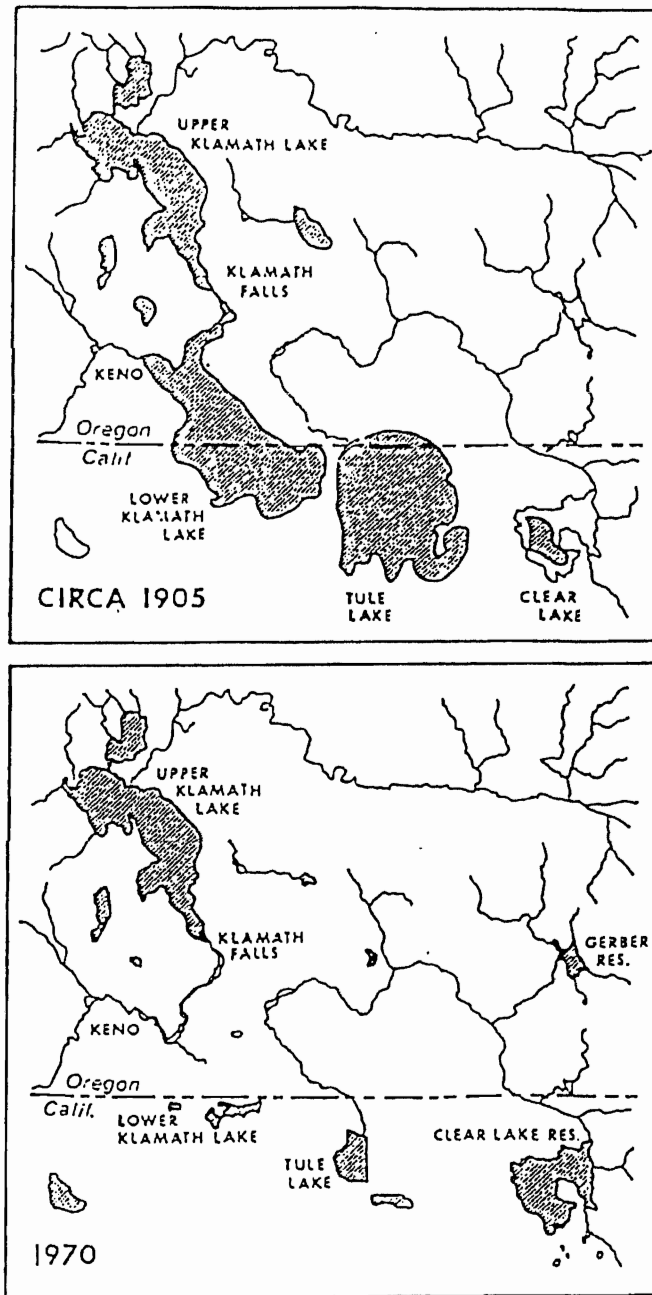 UPPER
KLAMATH LAKE
KLAMATH
FALLS
KENO
Oregon
Calif
LOWER
KLAMATH
LAKE
CIRCA 1905
TULE
LAKE
CLEAR
LAKE
UPPER
KLAMATH
LAKE
KLAMATH
FALLS
GERBER
RES.
KENO
Oregon
Calif.
LOWER
KLAMATH LAKE
CLEAR LAKE RES.
TULE
LAKE
1970